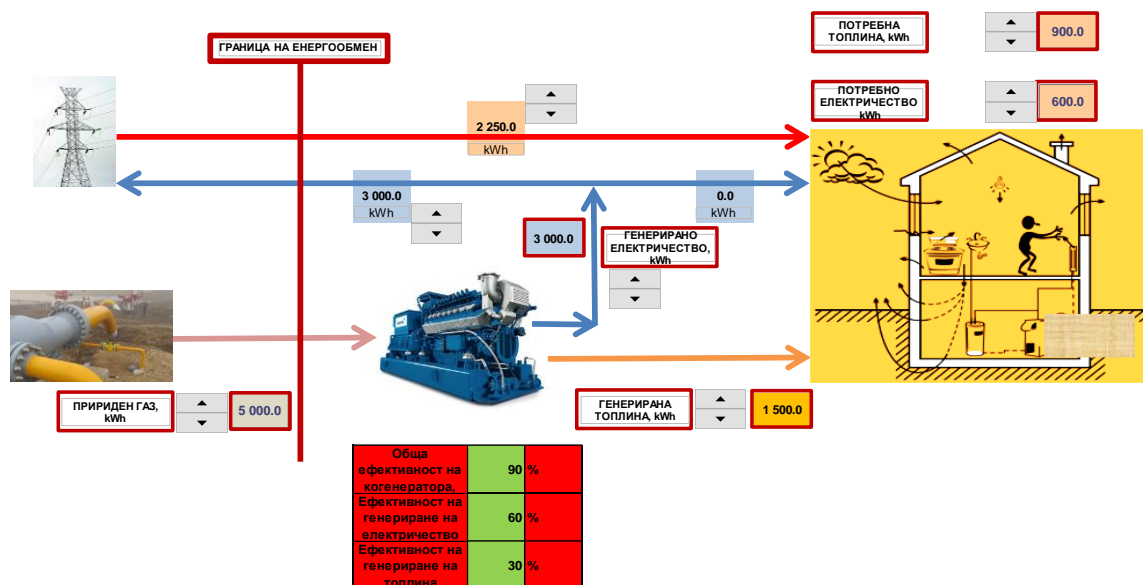 ГРАНИЦА НА ЕНЕРГООБМЕН
ПОТРЕБНА
ТОПЛИНА, kWh
900.0
ПОТРЕБНО
ЕЛЕКТРИЧЕСТВО
kWh
600.0
2 250.0
kWh
3 000.0
kWh
0.0
kWh
3 000.0
ГЕНЕРИРАНО
ЕЛЕКТРИЧЕСТВО,
kWh
ПРИРИДЕН ГАЗ,
kWh
5 000.0
ГЕНЕРИРАНА
ТОПЛИНА, kWh
1 500.0
Обща
ефективност на
когенератора,
90 %
Ефективност на
генериране на
електричество
60 %
Ефективност на
генериране на
топлина
30 %